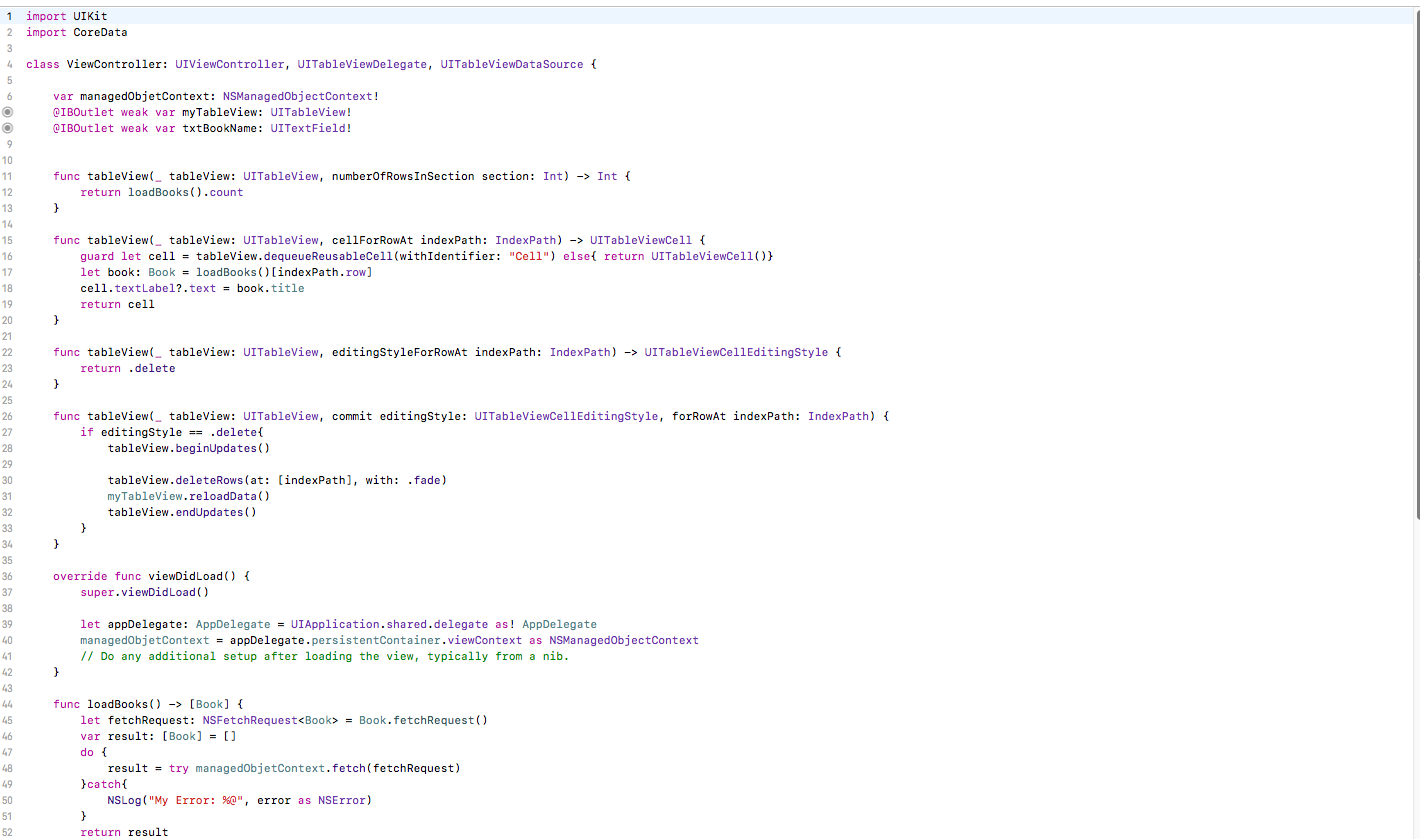 1 import UIKit
2 import CoreData
3
4 class ViewController: UIViewController, UITableViewDelegate, UITableViewDataSource {
5
6     var managedObjetContext: NSManagedObjectContext!
    @IBOutlet weak var myTableView: UITableView!
    @IBOutlet weak var txtBookName: UITextField!
9
10
11     func tableView(_ tableView: UITableView, numberOfRowsInSection section: Int) -> Int {
12         return loadBooks().count
13     }
14
15     func tableView(_ tableView: UITableView, cellForRowAt indexPath: IndexPath) -> UITableViewCell {
16         guard let cell = tableView.dequeueReusableCell(withIdentifier: "Cell") else{ return UITableViewCell()}
17         let book: Book = loadBooks()[indexPath.row]
18         cell.textLabel?.text = book.title
19         return cell
20     }
21
22     func tableView(_ tableView: UITableView, editingStyleForRowAt indexPath: IndexPath) -> UITableViewCellEditingStyle {
23         return .delete
24     }
25
26     func tableView(_ tableView: UITableView, commit editingStyle: UITableViewCellEditingStyle, forRowAt indexPath: IndexPath) {
27         if editingStyle == .delete{
28             tableView.beginUpdates()
29
30             tableView.deleteRows(at: [indexPath], with: .fade)
31             myTableView.reloadData()
32             tableView.endUpdates()
33         }
34     }
35
36     override func viewDidLoad() {
37         super.viewDidLoad()
38
39         let appDelegate: AppDelegate = UIApplication.shared.delegate as! AppDelegate
40         managedObjetContext = appDelegate.persistentContainer.viewContext as NSManagedObjectContext
41         // Do any additional setup after loading the view, typically from a nib.
42     }
43
44     func loadBooks() -> [Book] {
45         let fetchRequest: NSFetchRequest<Book> = Book.fetchRequest()
46         var result: [Book] = []
47         do {
48             result = try managedObjetContext.fetch(fetchRequest)
49         }catch{
50             NSLog("My Error: %@", error as NSError)
51         }
52         return result